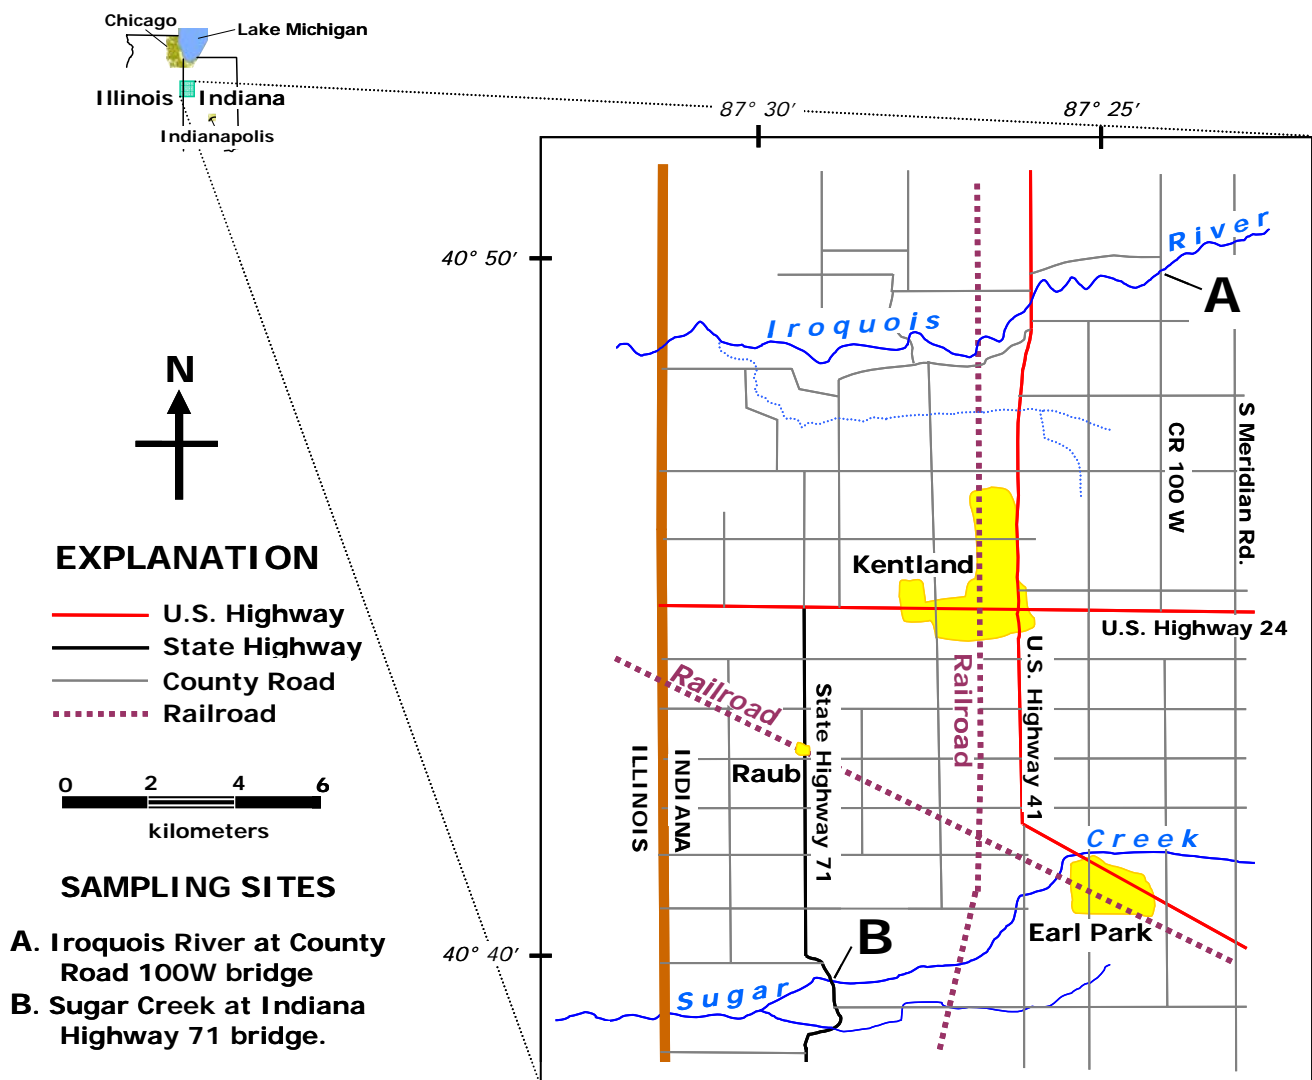 Chicago
Lake Michigan
Illinois
Indiana
Indianapolis
87° 30'
87° 25'
40° 50'
40° 40'
N
EXPLANATION
U.S. Highway
State Highway
County Road
Railroad
0 2 4 6
kilometers
SAMPLING SITES
A. Iroquois River at County
Road 100W bridge
B. Sugar Creek at Indiana
Highway 71 bridge.
Iroquois
River
A
CR 100 W
S Meridian Rd.
Kentland
U.S. Highway 24
Railroad
Railroad
State Highway 71
U.S. Highway 41
Raub
ILLINOIS
INDIANA
Creek
Earl Park
B
Sugar